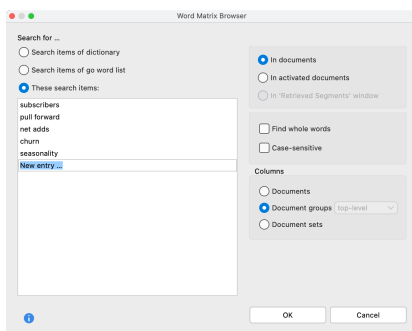 Word Matrix Browser
Search for ...
Search items of dictionary
Search items of go word list
These search items:
subscribers
pull forward
net adds
churn
seasonality
New entry ...
In documents
In activated documents
In 'Retrieved Segments' window
Find whole words
Case-sensitive
Columns
Documents
Document groups top-level
Document sets
OK Cancel